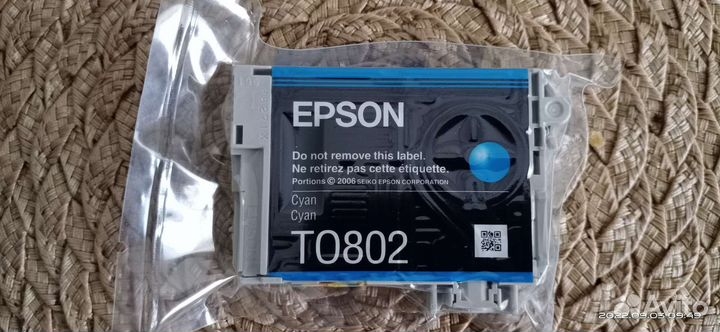 EPSON
Do not remove this label.
Ne retirez pas cette étiquette.
Portions © 2006 SEIKO EPSON CORPORATION
Cyan
Cyan
T0802
Avito
2022.09.03 09:49